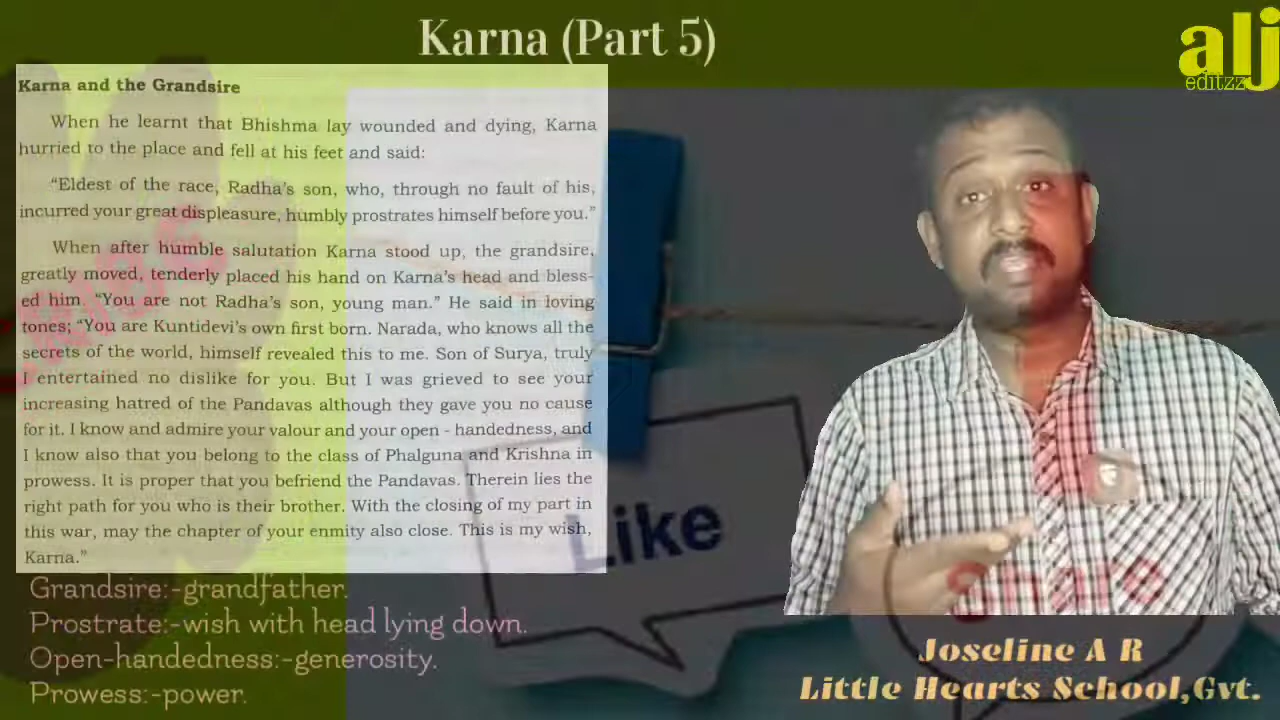 Karna (Part 5)
alj
editzz
Karna and the Grandsire
When he learnt that Bhishma lay wounded and dying, Karna
hurried to the place and fell at his feet and said:
“Eldest of the race, Radha’s son, who, through no fault of his,
incurred your great displeasure, humbly prostrates himself before you.”
When after humble salutation Karna stood up, the grandsire,
greatly moved, tenderly placed his hand on Karna’s head and bless-
ed him. “You are not Radha’s son, young man.” He said in loving
tones; “You are Kuntidevi’s own first born. Narada, who knows all the
secrets of the world, himself revealed this to me. Son of Surya, truly
I entertained no dislike for you. But I was grieved to see your
increasing hatred of the Pandavas although they gave you no cause
for it. I know and admire your valour and your open - handedness, and
I know also that you belong to the class of Phalguna and Krishna in
prowess. It is proper that you befriend the Pandavas. Therein lies the
right path for you who is their brother. With the closing of my part in
this war, may the chapter of your enmity also close. This is my wish,
Karna.”
Grandsire:-grandfather.
Prostrate:-wish with head lying down.
Open-handedness:-generosity.
Prowess:-power.
Like
Share
Joseline A R
Little Hearts School,Gvt.